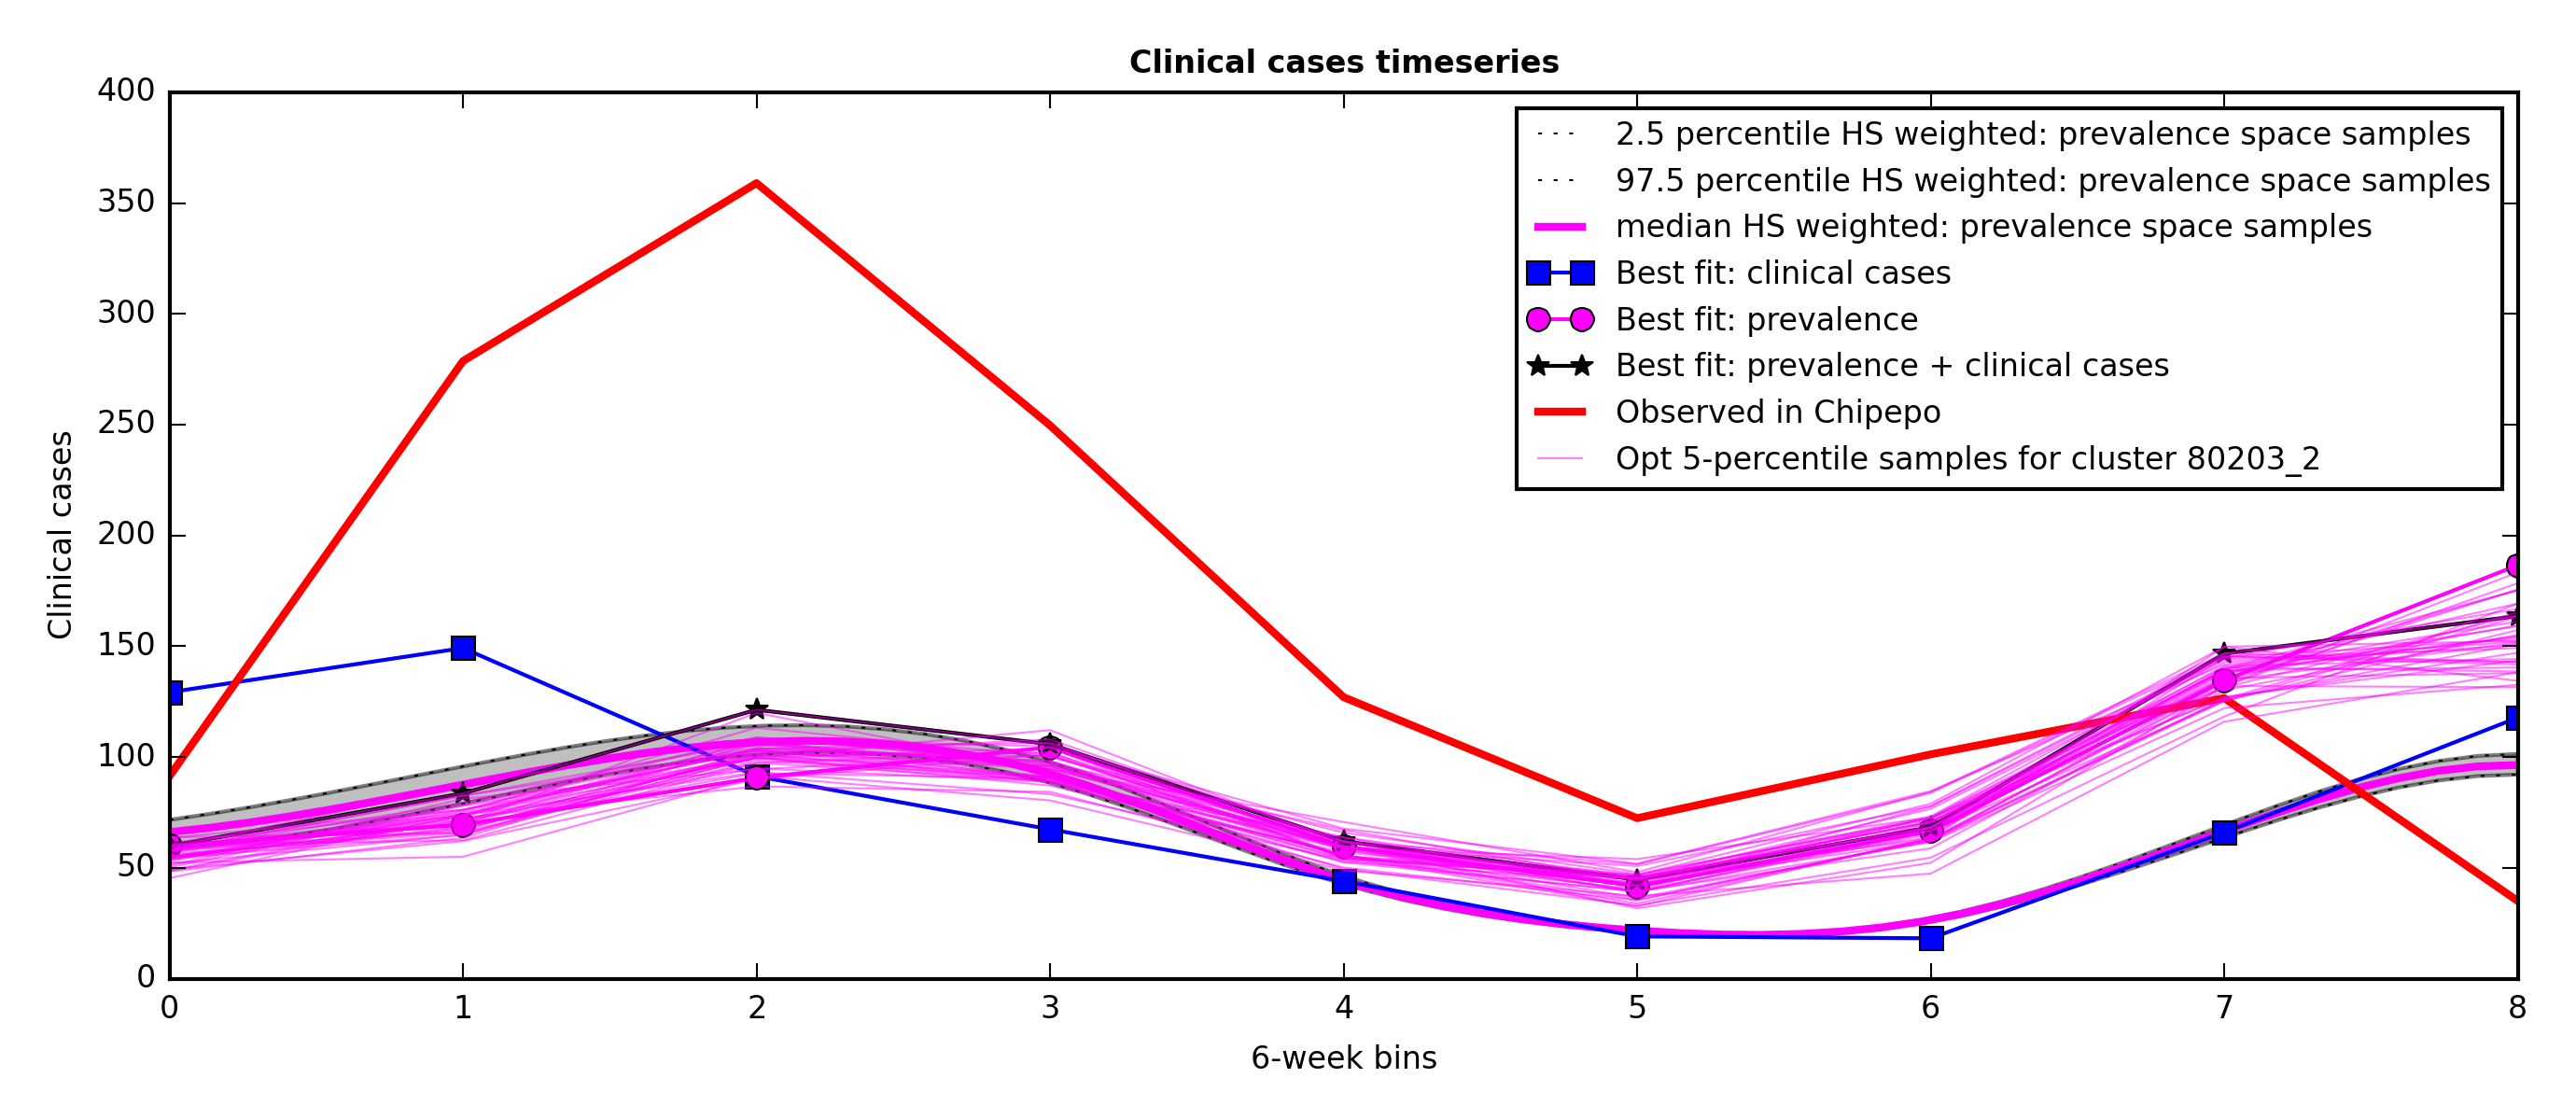 Clinical cases timeseries
400
350
300
250
200
150
100
50
0
Clinical cases
2.5 percentile HS weighted: prevalence space samples
97.5 percentile HS weighted: prevalence space samples
median HS weighted: prevalence space samples
Best fit: clinical cases
Best fit: prevalence
Best fit: prevalence + clinical cases
Observed in Chipepo
Opt 5-percentile samples for cluster 80203_2
0 1 2 3 4 5 6 7 8
6-week bins